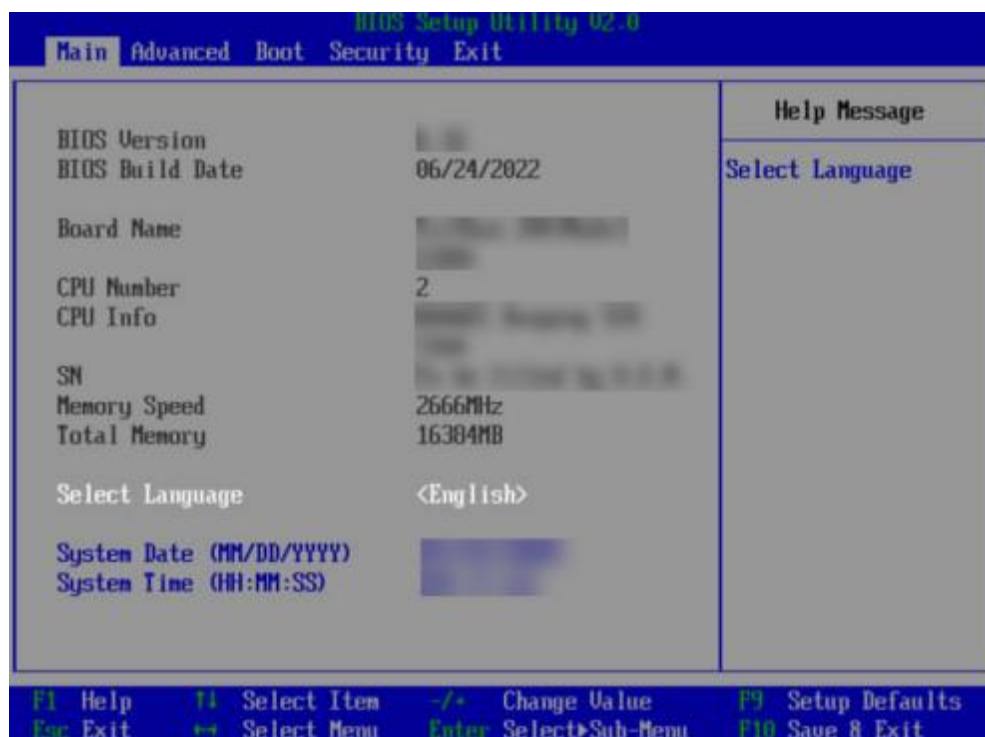 BIOS Setup Utility V2.0
Main Advanced Boot Security Exit
Help Message
Select Language
BIOS Version
BIOS Build Date 06/24/2022
Board Name
CPU Number 2
CPU Info
SN
Memory Speed 2666MHz
Total Memory 16384MB
Select Language <English>
System Date (MM/DD/YYYY)
System Time (HH:MM:SS)
F1 Help ↑↓ Select Item -/+ Change Value F9 Setup Defaults
Esc Exit ↔ Select Menu Enter Select▶Sub-Menu F10 Save & Exit